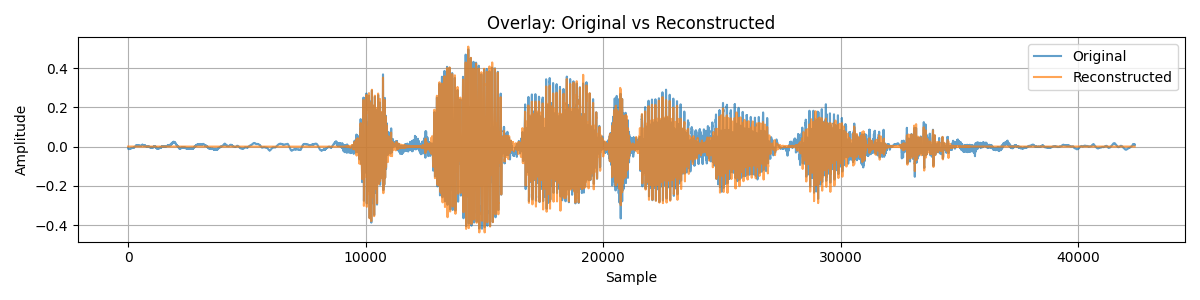 Overlay: Original vs Reconstructed
Original
Reconstructed
Amplitude
0.4
0.2
0.0
−0.2
−0.4
0
10000
20000
30000
40000
Sample